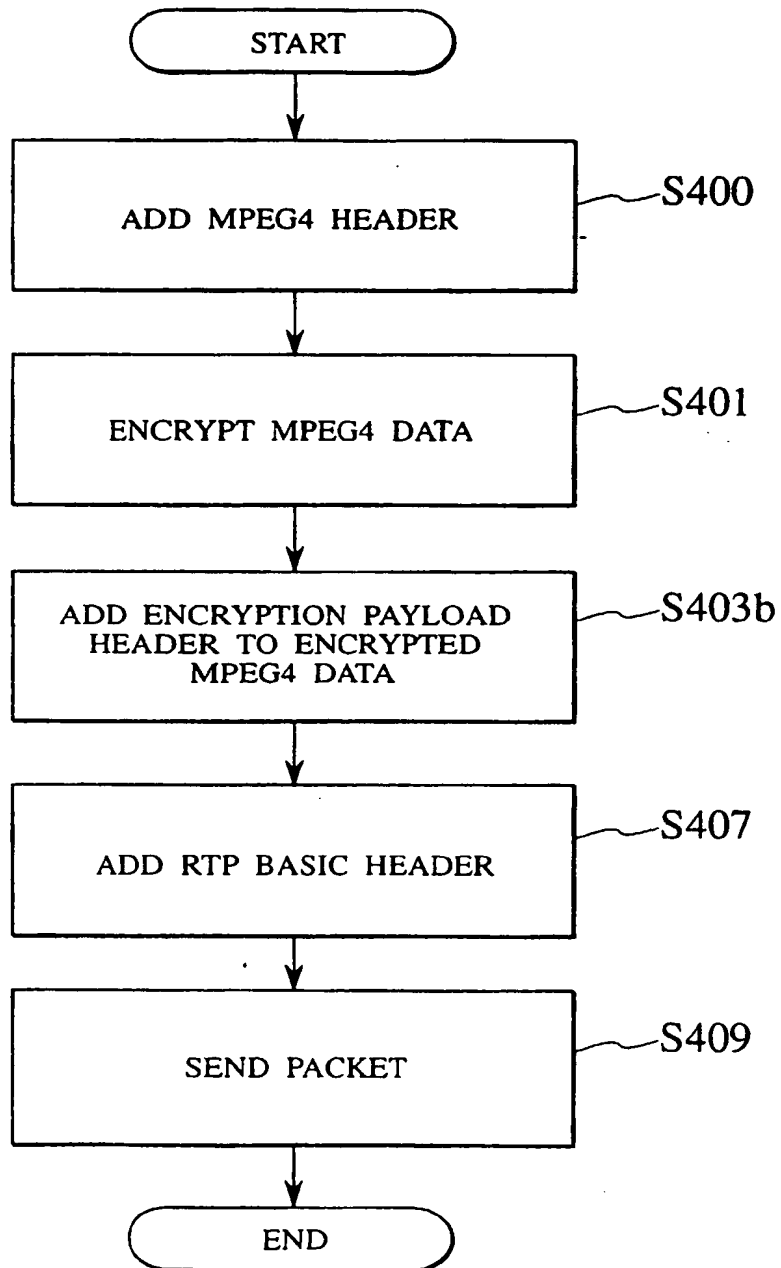 START
ADD MPEG4 HEADER
S400
ENCRYPT MPEG4 DATA
S401
ADD ENCRYPTION PAYLOAD
HEADER TO ENCRYPTED
MPEG4 DATA
S403b
ADD RTP BASIC HEADER
S407
SEND PACKET
S409
END